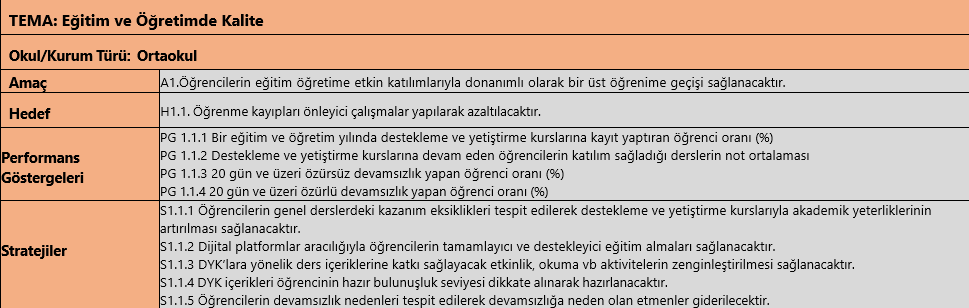 TEMA: Eğitim ve Öğretimde Kalite
Okul/Kurum Türü: Ortaokul
Amaç
A1.Öğrencilerin eğitim öğretime etkin katılımlarıyla donanımlı olarak bir üst öğrenime geçişi sağlanacaktır.
Hedef
H1.1. Öğrenme kayıpları önleyici çalışmalar yapılarak azaltılacaktır.
Performans Göstergeleri
PG 1.1.1 Bir eğitim ve öğretim yılında destekleme ve yetiştirme kurslarına kayıt yaptıran öğrenci oranı (%)
PG 1.1.2 Destekleme ve yetiştirme kurslarına devam eden öğrencilerin katılım sağladığı derslerin not ortalaması
PG 1.1.3 20 gün ve üzeri özürsüz devamsızlık yapan öğrenci oranı (%)
PG 1.1.4 20 gün ve üzeri özürlü devamsızlık yapan öğrenci oranı (%)
Stratejiler
S1.1.1 Öğrencilerin genel derslerdeki kazanım eksiklikleri tespit edilerek destekleme ve yetiştirme kurslarıyla akademik yeterliklerinin
artırılması sağlanacaktır.
S1.1.2 Dijital platformlar aracılığıyla öğrencilerin tamamlayıcı ve destekleyici eğitim almaları sağlanacaktır.
S1.1.3 DYK'lara yönelik ders içeriklerine katkı sağlayacak etkinlik, okuma vb aktivitelerin zenginleştirilmesi sağlanacaktır.
S1.1.4 DYK içerikleri öğrencinin hazır bulunuşluk seviyesi dikkate alınarak hazırlanacaktır.
S1.1.5 Öğrencilerin devamsızlık nedenleri tespit edilerek devamsızlığa neden olan etmenler giderilecektir.